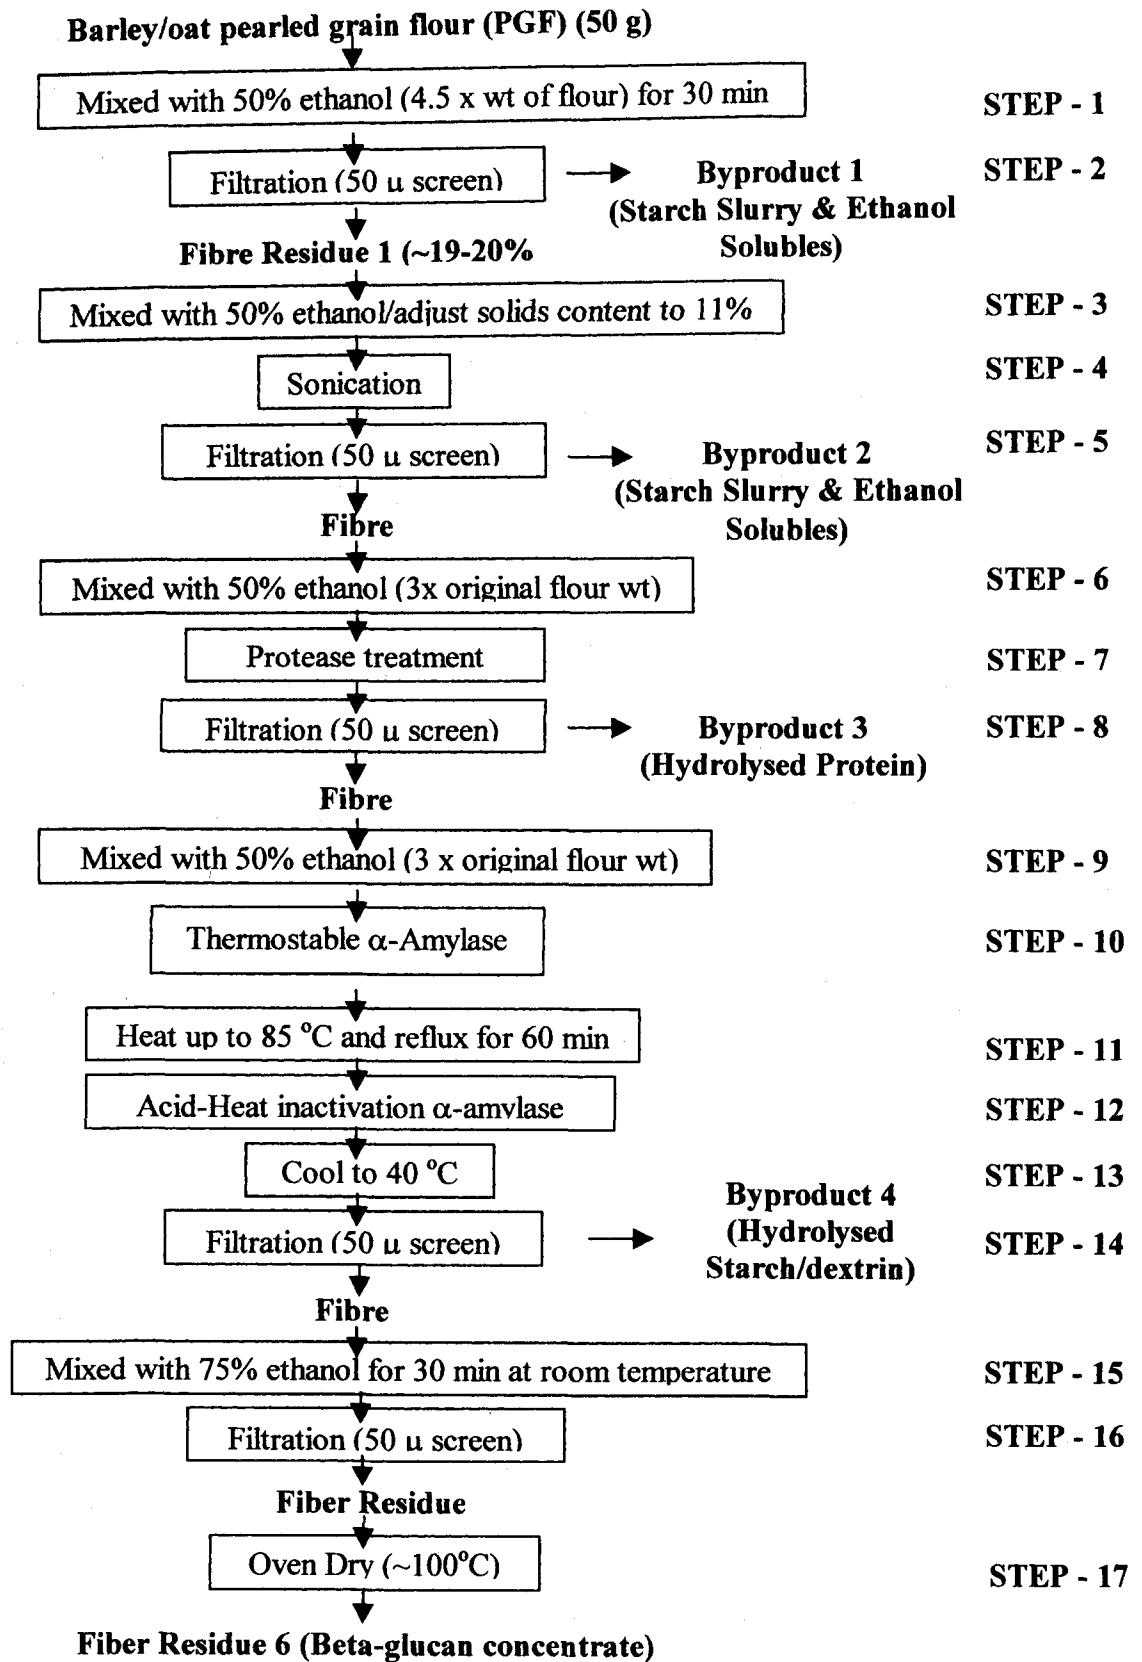 Barley/oat pearled grain flour (PGF) (50 g)
Mixed with 50% ethanol (4.5 x wt of flour) for 30 min
STEP - 1
Filtration (50 µ screen)
Byproduct 1
(Starch Slurry & Ethanol
Solubles)
STEP - 2
Fibre Residue 1 (~19-20%
Mixed with 50% ethanol/adjust solids content to 11%
STEP - 3
Sonication
STEP - 4
Filtration (50 µ screen)
Byproduct 2
(Starch Slurry & Ethanol
Solubles)
STEP - 5
Fibre
Mixed with 50% ethanol (3x original flour wt)
STEP - 6
Protease treatment
STEP - 7
Filtration (50 µ screen)
Byproduct 3
(Hydrolysed Protein)
STEP - 8
Fibre
Mixed with 50% ethanol (3 x original flour wt)
STEP - 9
Thermostable α-Amylase
STEP - 10
Heat up to 85 °C and reflux for 60 min
STEP - 11
Acid-Heat inactivation α-amylase
STEP - 12
Cool to 40 °C
STEP - 13
Filtration (50 µ screen)
Byproduct 4
(Hydrolysed
Starch/dextrin)
STEP - 14
Fibre
Mixed with 75% ethanol for 30 min at room temperature
STEP - 15
Filtration (50 µ screen)
STEP - 16
Fiber Residue
Oven Dry (~100°C)
STEP - 17
Fiber Residue 6 (Beta-glucan concentrate)